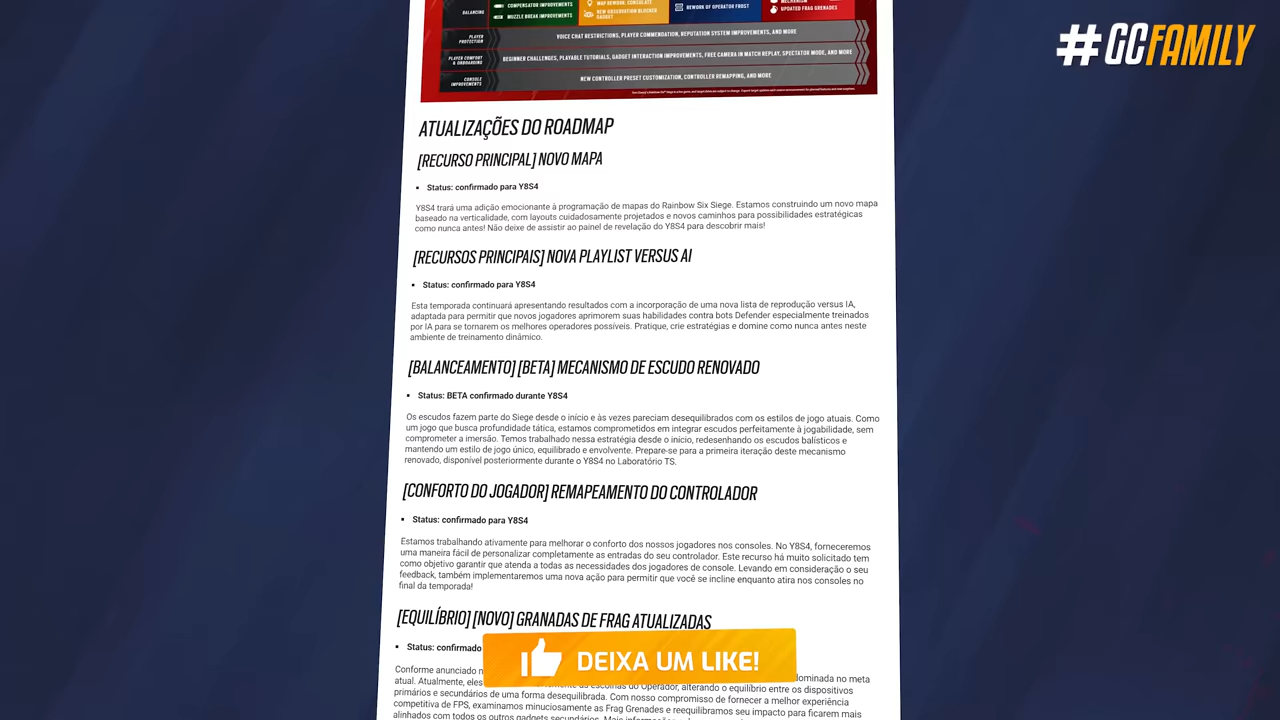 #GCFAMILY
BALANCING
COMPENSATOR IMPROVEMENTS
MUZZLE BREAK IMPROVEMENTS
MAP REWORK: CONSULATE
NEW OBSERVATION BLOCKER GADGET
REWORK OF OPERATOR FROST
UPDATED FRAG GRENADES
PLAYER PROTECTION
VOICE CHAT RESTRICTIONS, PLAYER COMMENDATION, REPUTATION SYSTEM IMPROVEMENTS, AND MORE
PLAYER COMFORT & ONBOARDING
BEGINNER CHALLENGES, PLAYABLE TUTORIALS, GADGET INTERACTION IMPROVEMENTS, FREE CAMERA IN MATCH REPLAY, SPECTATOR MODE, AND MORE
CONSOLE IMPROVEMENTS
NEW CONTROLLER PRESET CUSTOMIZATION, CONTROLLER REMAPPING, AND MORE
ATUALIZAÇÕES DO ROADMAP
[RECURSO PRINCIPAL] NOVO MAPA
• Status: confirmado para Y8S4
Y8S4 trará uma adição emocionante à programação de mapas do Rainbow Six Siege. Estamos construindo um novo mapa
baseado na verticalidade, com layouts cuidadosamente projetados e novos caminhos para possibilidades estratégicas
como nunca antes! Não deixe de assistir ao painel de revelação do Y8S4 para descobrir mais!
[RECURSOS PRINCIPAIS] NOVA PLAYLIST VERSUS AI
• Status: confirmado para Y8S4
Esta temporada continuará apresentando resultados com a incorporação de uma nova lista de reprodução versus IA,
adaptada para permitir que novos jogadores aprimorem suas habilidades contra bots Defender especialmente treinados
por IA para se tornarem os melhores operadores possíveis. Pratique, crie estratégias e domine como nunca antes neste
ambiente de treinamento dinâmico.
[BALANCEAMENTO] [BETA] MECANISMO DE ESCUDO RENOVADO
• Status: BETA confirmado durante Y8S4
Os escudos fazem parte do Siege desde o início e às vezes pareciam desequilibrados com os estilos de jogo atuais. Como
um jogo que busca profundidade tática, estamos comprometidos em integrar escudos perfeitamente à jogabilidade, sem
comprometer a imersão. Temos trabalhado nessa estratégia desde o início, redesenhando os escudos balísticos e
mantendo um estilo de jogo único, equilibrado e envolvente. Prepare-se para a primeira iteração deste mecanismo
renovado, disponível posteriormente durante o Y8S4 no Laboratório TS.
[CONFORTO DO JOGADOR] REMAPEAMENTO DO CONTROLADOR
• Status: confirmado para Y8S4
Estamos trabalhando ativamente para melhorar o conforto dos nossos jogadores nos consoles. No Y8S4, forneceremos
uma maneira fácil de personalizar completamente as entradas do seu controlador. Este recurso há muito solicitado tem
como objetivo garantir que atenda a todas as necessidades dos jogadores de console. Levando em consideração o seu
feedback, também implementaremos uma nova ação para permitir que você se incline enquanto atira nos consoles no
final da temporada!
[EQUILÍBRIO] [NOVO] GRANADAS DE FRAG ATUALIZADAS
• Status: confirmado
DEIXA UM LIKE!
Conforme anunciado dominada no meta
atual. Atualmente, eles escolhas do Operador, alterando o equilíbrio entre os dispositivos
primários e secundários de uma forma desequilibrada. Com nosso compromisso de fornecer a melhor experiência
competitiva de FPS, examinamos minuciosamente as Frag Grenades e reequilibramos seu impacto para ficarem mais
alinhados com todos os outros gadgets secundários. Mais